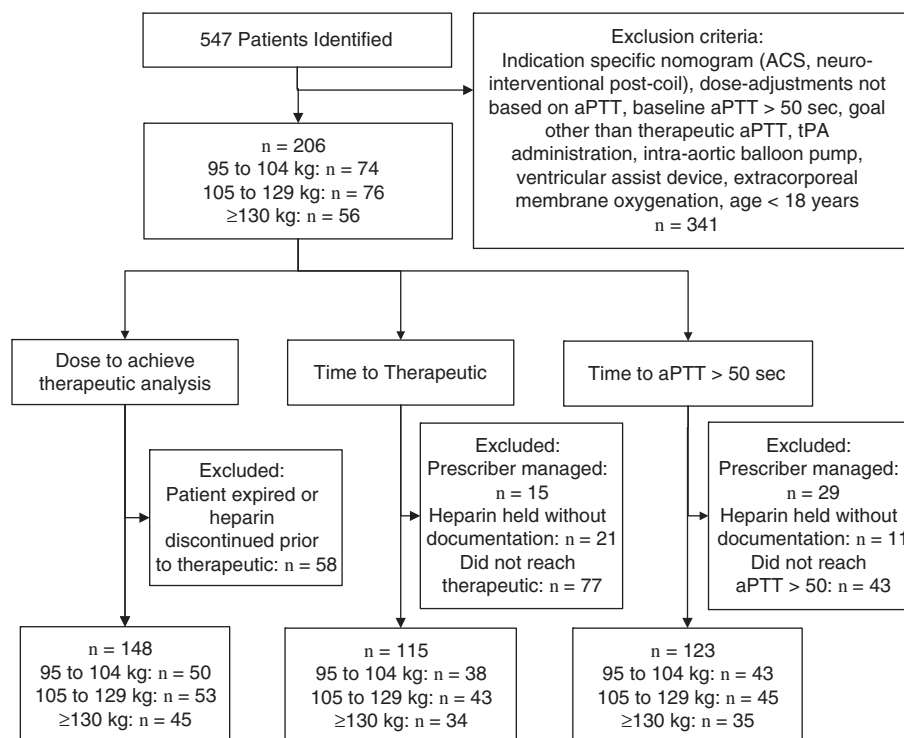 547 Patients Identified
Exclusion criteria:
Indication specific nomogram (ACS, neuro-
interventional post-coil), dose-adjustments not
based on aPTT, baseline aPTT > 50 sec, goal
other than therapeutic aPTT, tPA
administration, intra-aortic balloon pump,
ventricular assist device, extracorporeal
membrane oxygenation, age < 18 years
n = 341
n = 206
95 to 104 kg: n = 74
105 to 129 kg: n = 76
≥130 kg: n = 56
Dose to achieve
therapeutic analysis
Time to Therapeutic
Time to aPTT > 50 sec
Excluded:
Patient expired or
heparin
discontinued prior
to therapeutic: n = 58
Excluded:
Prescriber managed:
n = 15
Heparin held without
documentation: n = 21
Did not reach
therapeutic: n = 77
Excluded:
Prescriber managed:
n = 29
Heparin held without
documentation: n = 11
Did not reach
aPTT > 50: n = 43
n = 148
95 to 104 kg: n = 50
105 to 129 kg: n = 53
≥130 kg: n = 45
n = 115
95 to 104 kg: n = 38
105 to 129 kg: n = 43
≥130 kg: n = 34
n = 123
95 to 104 kg: n = 43
105 to 129 kg: n = 45
≥130 kg: n = 35